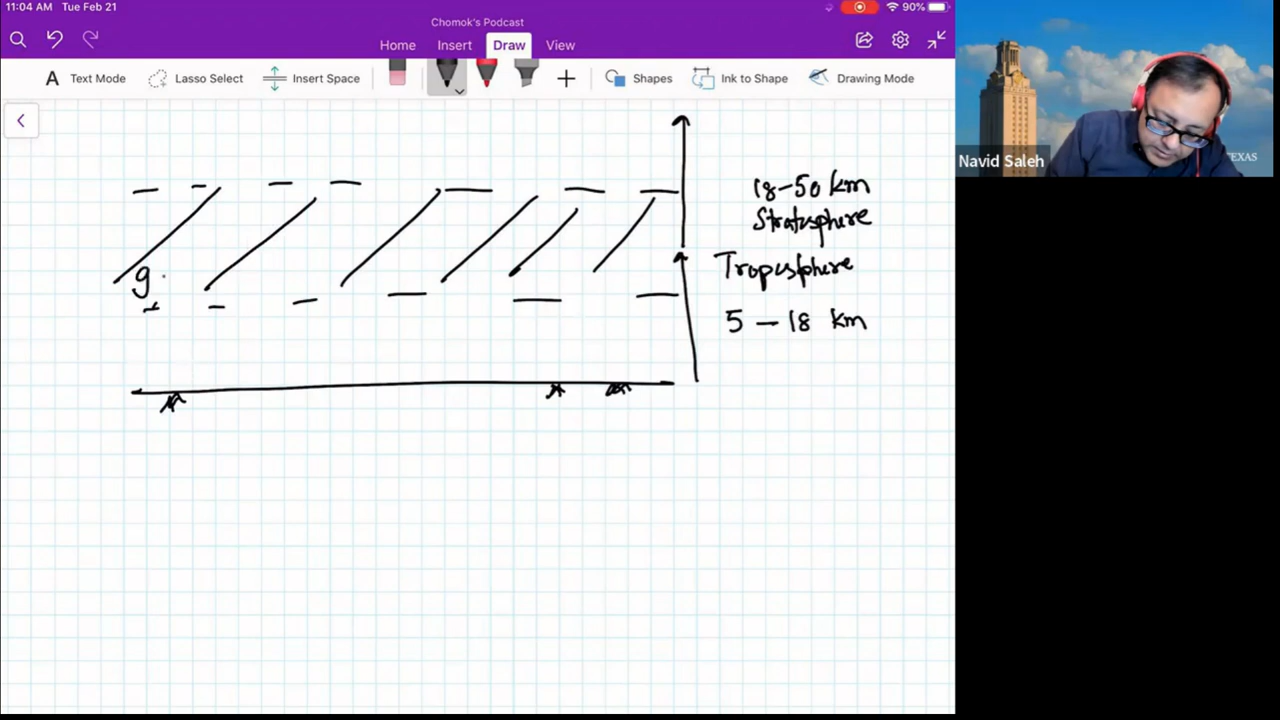 11:04 AM Tue Feb 21
90%
Chomok's Podcast
Home Insert Draw View
Text Mode Lasso Select Insert Space Shapes Ink to Shape Drawing Mode
18-50 km
Stratosphere
Troposphere
5 - 18 km
g
Navid Saleh
TEXAS